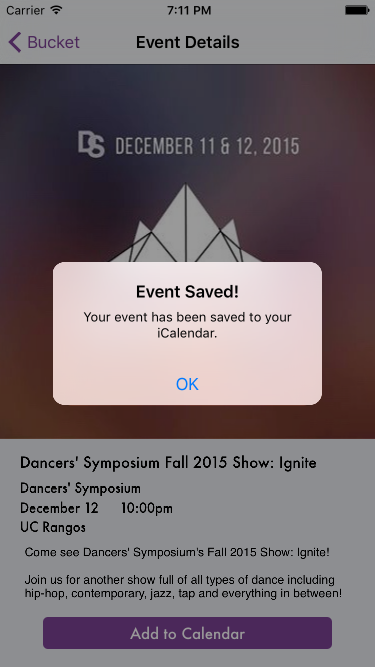 Carrier 7:11 PM
Bucket Event Details
DS DECEMBER 11 & 12, 2015
Event Saved!
Your event has been saved to your
iCalendar.
OK
Dancers' Symposium Fall 2015 Show: Ignite
Dancers' Symposium
December 12 10:00pm
UC Rangos
Come see Dancers' Symposium's Fall 2015 Show: Ignite!
Join us for another show full of all types of dance including
hip-hop, contemporary, jazz, tap and everything in between!
Add to Calendar